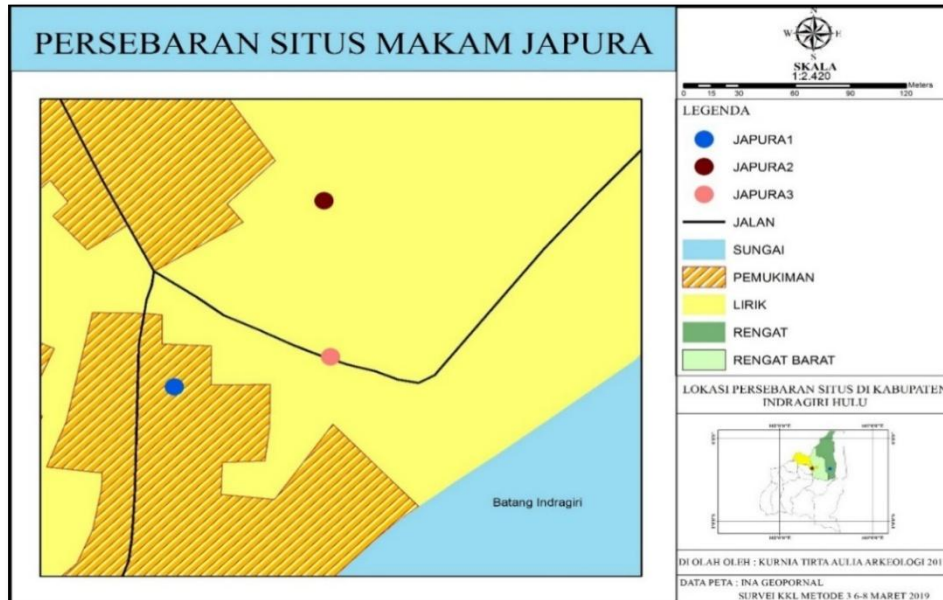 PERSEBARAN SITUS MAKAM JAPURA
N
W E
S
SKALA
1:2.420
Meters
0 15 30 60 90 120
LEGENDA
JAPURA1
JAPURA2
JAPURA3
JALAN
SUNGAI
PEMUKIMAN
LIRIK
RENGAT
RENGAT BARAT
LOKASI PERSEBARAN SITUS DI KABUPATEN
INDRAGIRI HULU
Batang Indragiri
DI OLAH OLEH : KURNIA TIRTA AULIA ARKEOLOGI 201
DATA PETA : INA GEOPORNAL
SURVEI KKL METODE 3 6-8 MARET 2019